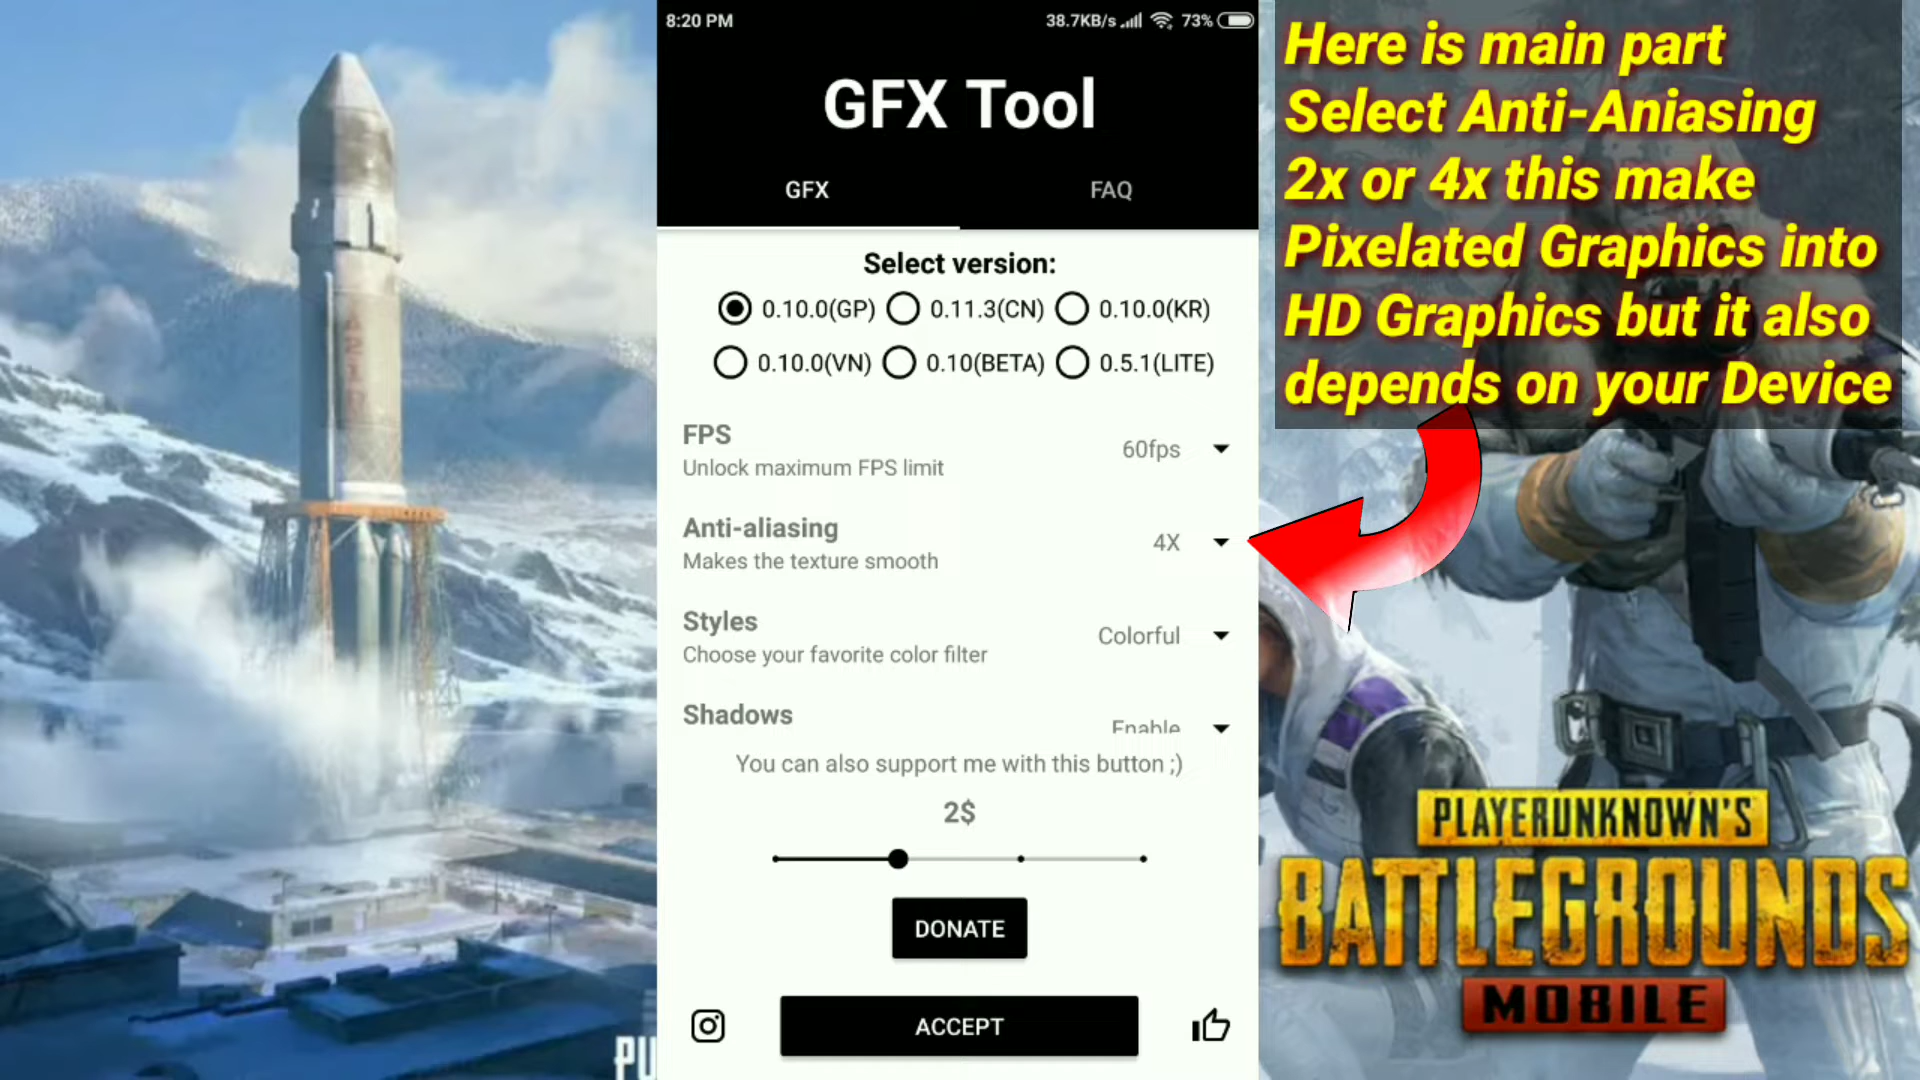 8:20 PM
38.7KB/s
73%
GFX Tool
GFX
FAQ
Select version:
0.10.0(GP)
0.11.3(CN)
0.10.0(KR)
0.10.0(VN)
0.10(BETA)
0.5.1(LITE)
FPS
Unlock maximum FPS limit
60fps
Anti-aliasing
Makes the texture smooth
4X
Styles
Choose your favorite color filter
Colorful
Shadows
Enable
You can also support me with this button ;)
2$
DONATE
ACCEPT
Here is main part
Select Anti-Aniasing
2x or 4x this make
Pixelated Graphics into
HD Graphics but it also
depends on your Device
PLAYERUNKNOWN'S
BATTLEGROUNDS
MOBILE
PU